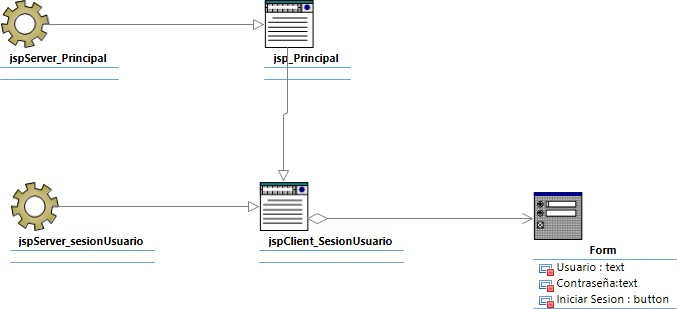 jspServer_Principal
jsp_Principal
jspServer_sesionUsuario
jspClient_SesionUsuario
Form
Usuario : text
Contraseña:text
Iniciar Sesion : button